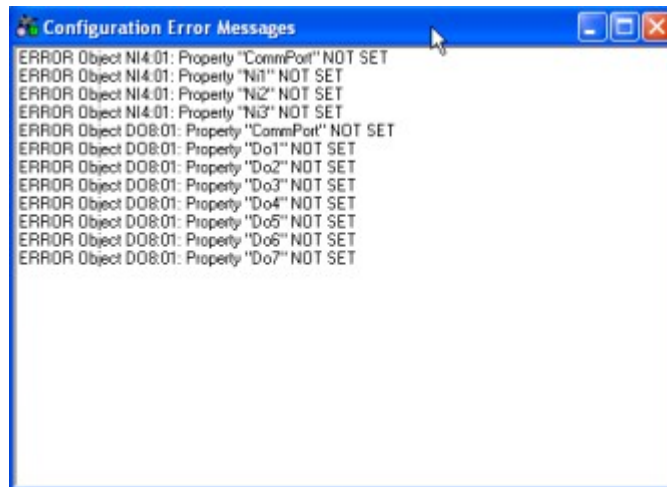 Configuration Error Messages
ERROR Object NI4:01: Property "CommPort" NOT SET
ERROR Object NI4:01: Property "Ni1" NOT SET
ERROR Object NI4:01: Property "Ni2" NOT SET
ERROR Object NI4:01: Property "Ni3" NOT SET
ERROR Object DO8:01: Property "CommPort" NOT SET
ERROR Object DO8:01: Property "Do1" NOT SET
ERROR Object DO8:01: Property "Do2" NOT SET
ERROR Object DO8:01: Property "Do3" NOT SET
ERROR Object DO8:01: Property "Do4" NOT SET
ERROR Object DO8:01: Property "Do5" NOT SET
ERROR Object DO8:01: Property "Do6" NOT SET
ERROR Object DO8:01: Property "Do7" NOT SET